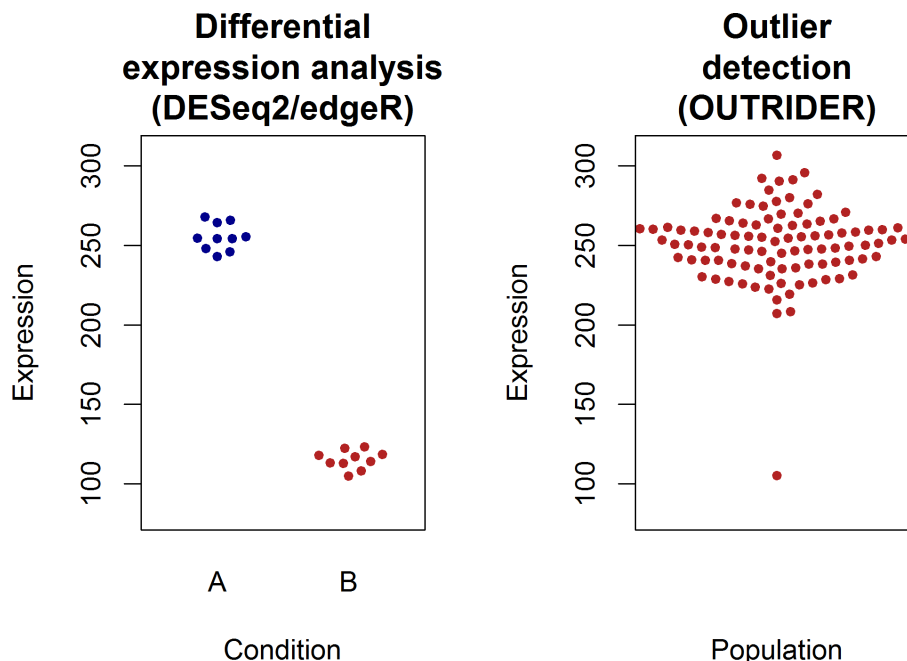 Differential
expression analysis
(DESeq2/edgeR)
Expression
300
250
200
150
100
A B
Condition
Outlier
detection
(OUTRIDER)
Expression
300
250
200
150
100
Population